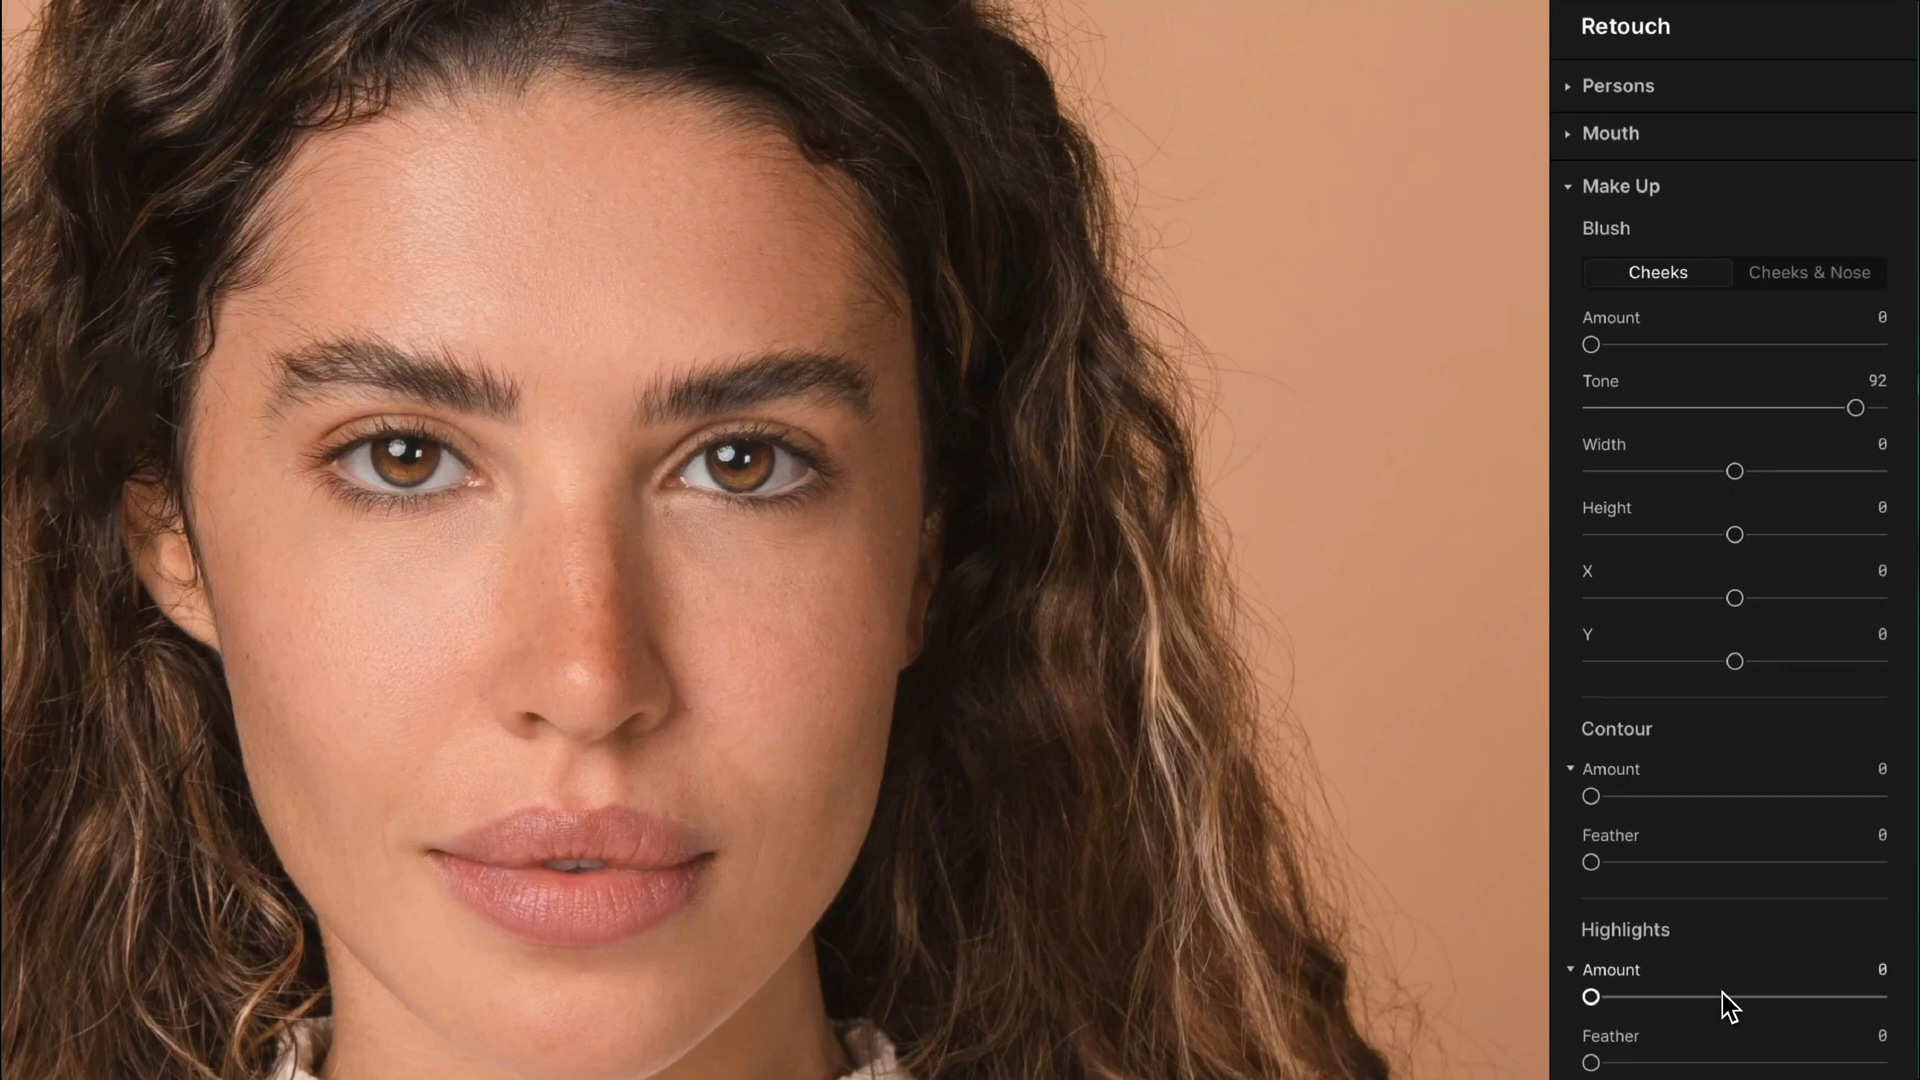 Retouch
Persons
Mouth
Make Up
Blush
Cheeks Cheeks & Nose
Amount 0
Tone 92
Width 0
Height 0
X 0
Y 0
Contour
Amount 0
Feather 0
Highlights
Amount 0
Feather 0